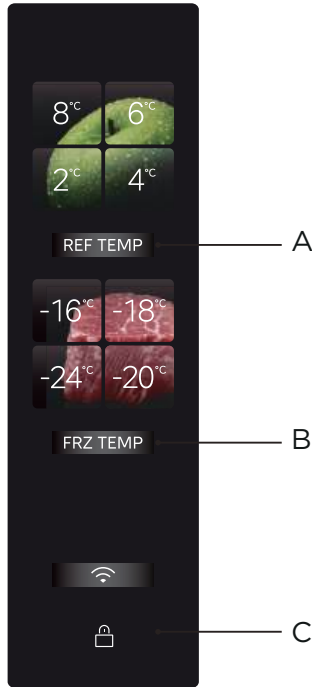 8°C 6°C
2°C 4°C
REF TEMP
A
-16°C -18°C
-24°C -20°C
FRZ TEMP
B
C